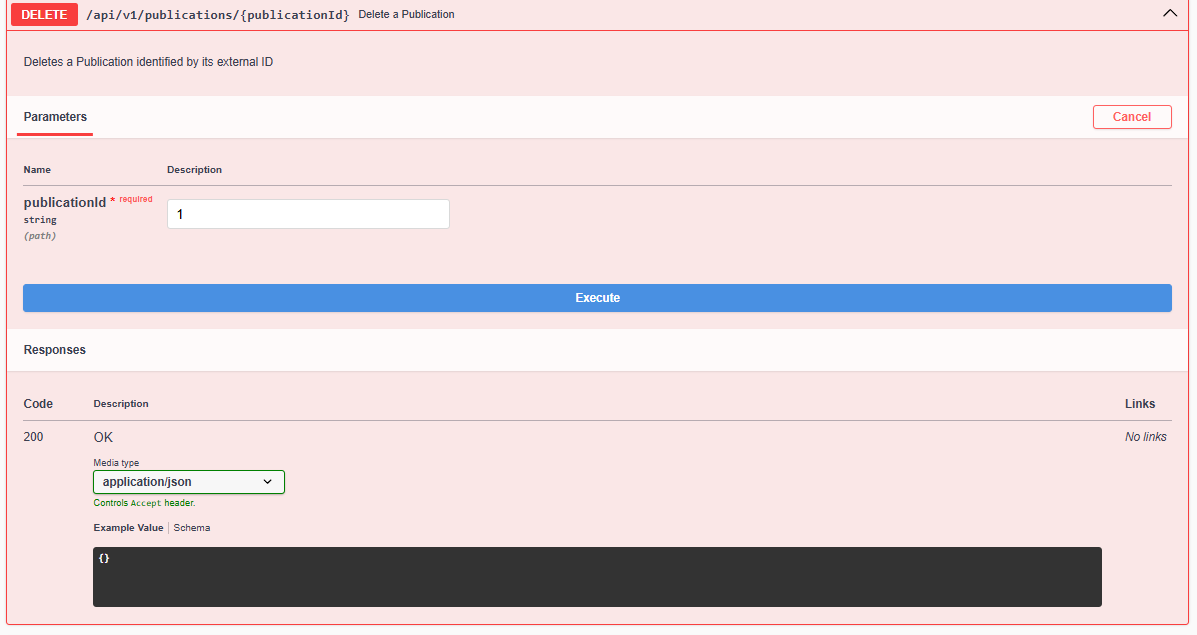 DELETE /api/v1/publications/{publicationId} Delete a Publication
Deletes a Publication identified by its external ID
Parameters Cancel
Name Description
publicationId * required
string
(path)
1
Execute
Responses
Code Description Links
200 OK No links
Media type
application/json
Controls Accept header.
Example Value Schema
{}